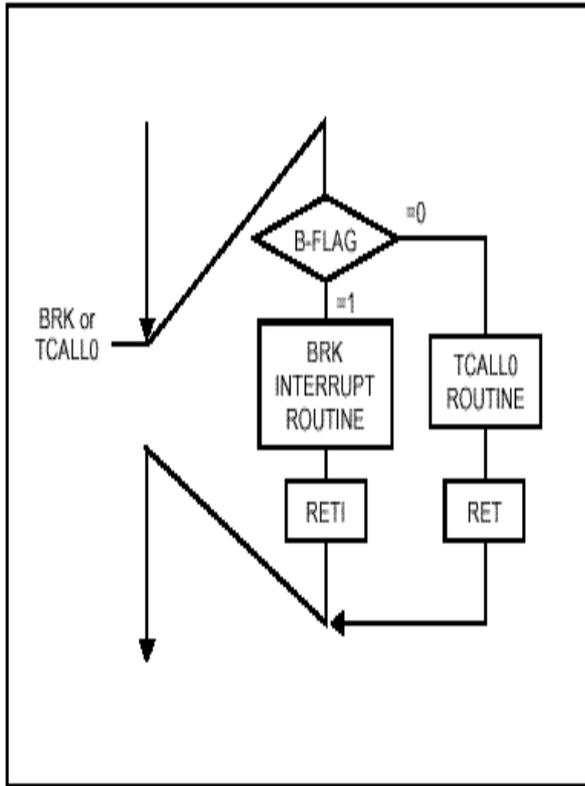 =0
B-FLAG
=1
BRK or
TCALL0
BRK
INTERRUPT
ROUTINE
TCALL0
ROUTINE
RETI
RET